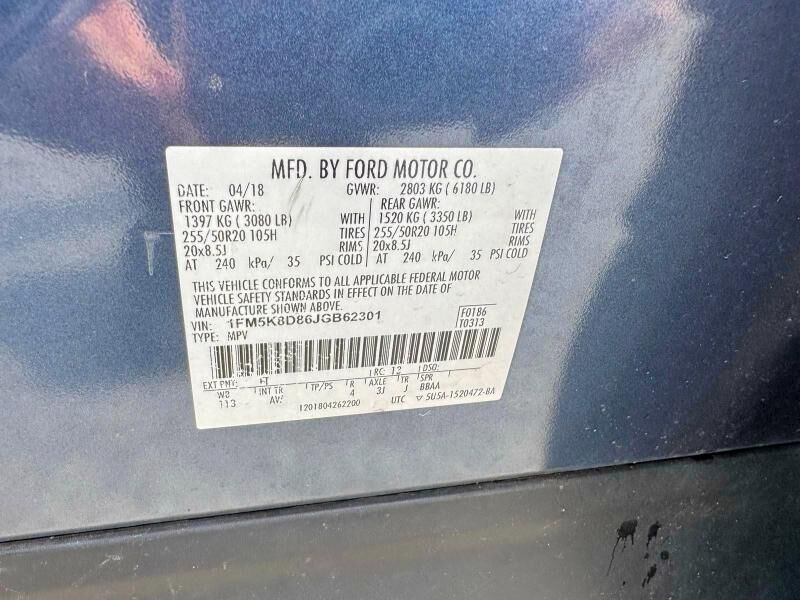 MFD. BY FORD MOTOR CO.
DATE: 04/18 GVWR: 2803 KG ( 6180 LB)
FRONT GAWR: REAR GAWR:
1397 KG ( 3080 LB) WITH 1520 KG ( 3350 LB) WITH
255/50R20 105H TIRES 255/50R20 105H TIRES
20x8.5J RIMS 20x8.5J RIMS
AT 240 kPa/ 35 PSI COLD AT 240 kPa/ 35 PSI COLD
THIS VEHICLE CONFORMS TO ALL APPLICABLE FEDERAL MOTOR
VEHICLE SAFETY STANDARDS IN EFFECT ON THE DATE OF
MANUFACTURE SHOWN ABOVE.
VIN: 1FM5K8D86JGB62301 F0186
TYPE: MPV T0313
EXT PNT: FT RC: 12 DSO:
WB INT TR TP/PS R AXLE TR SPR
113 AV 4 3J J BBAA
1201804262200 UTC ▽ 5U5A-1520472-BA